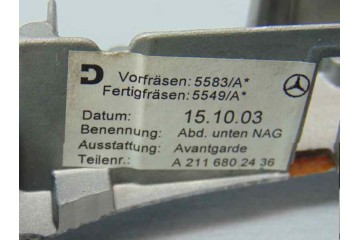 D Vorfräsen: 5583/A*
Fertigfräsen: 5549/A*
Datum: 15.10.03
Benennung: Abd. unten NAG
Ausstattung: Avantgarde
Teilenr.: A 211 680 24 36